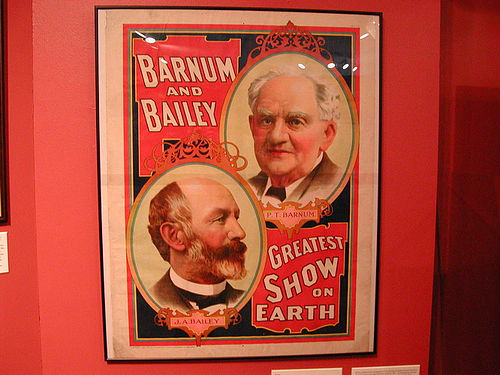 BARNUM
AND
BAILEY
P.T. BARNUM.
J.A. BAILEY
GREATEST
SHOW
ON
EARTH